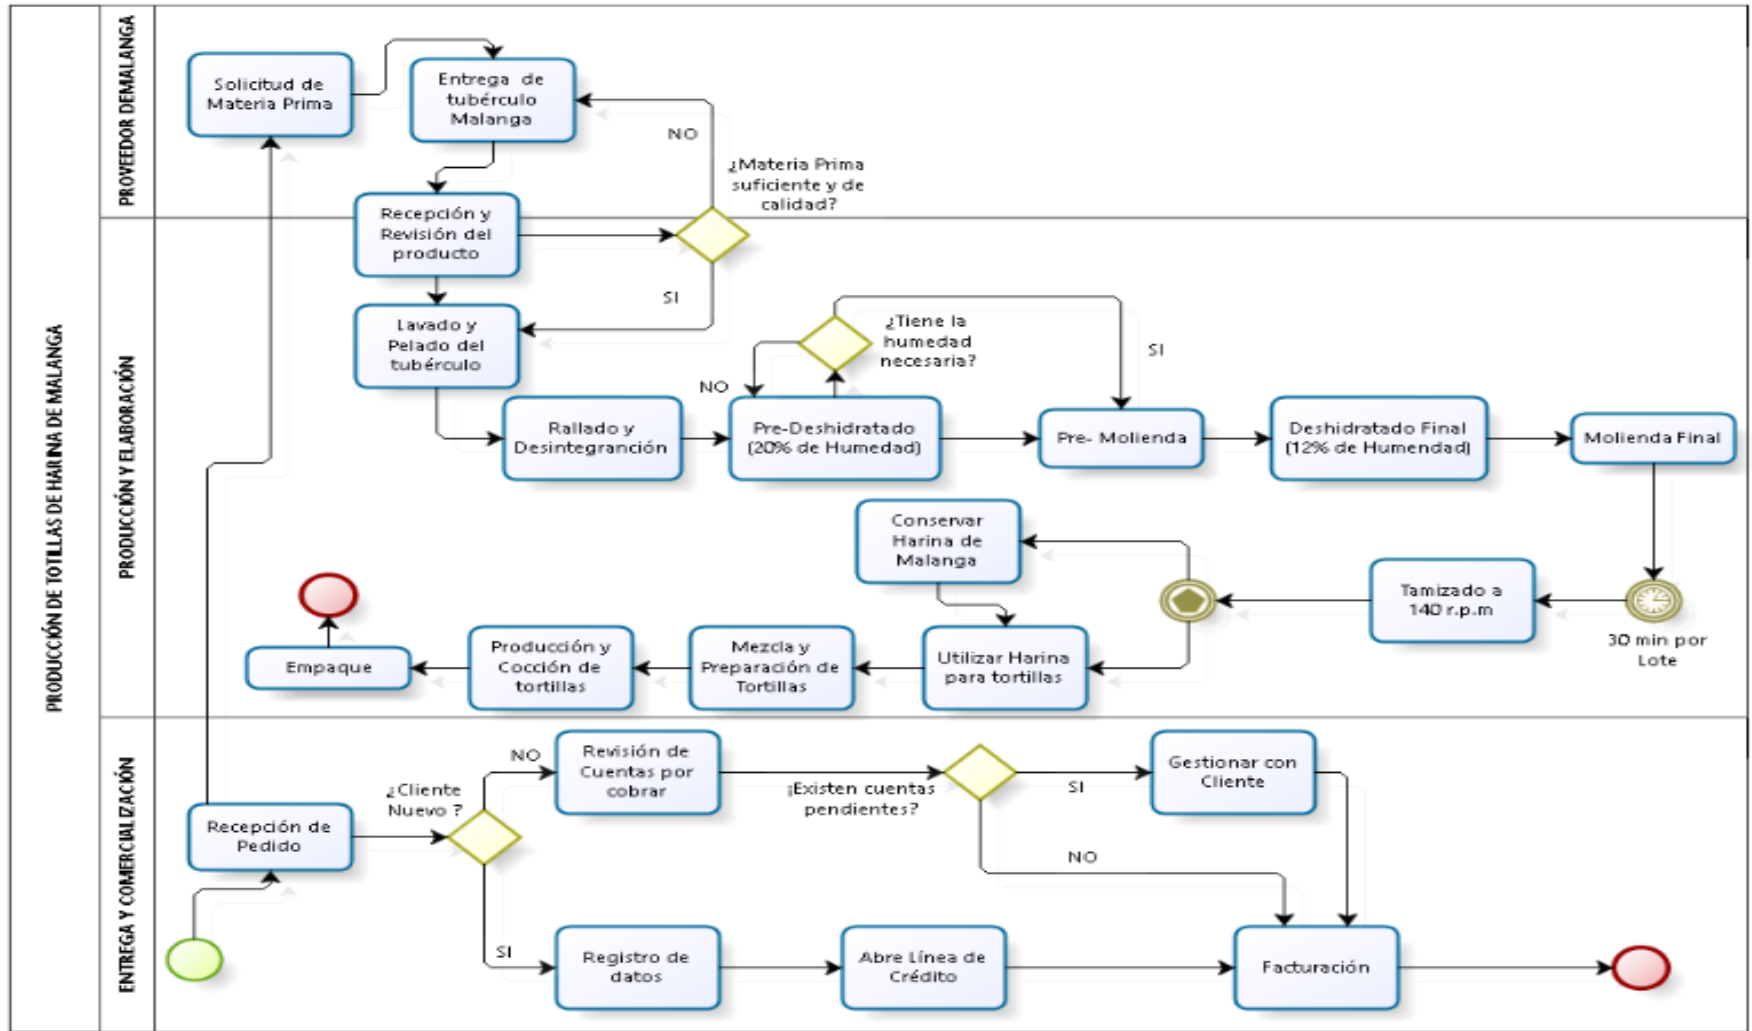 PRODUCCIÓN DE TOTILLAS DE HARINA DE MALANGA
PROVEEDOR DEMALANGA
Solicitud de
Materia Prima
Entrega de
tubérculo
Malanga
NO
¿Materia Prima
suficiente y de
calidad?
PRODUCCIÓN Y ELABORACIÓN
Recepción y
Revisión del
producto
SI
Lavado y
Pelado del
tubérculo
¿Tiene la
humedad
necesaria?
SI
NO
Rallado y
Desintegranción
Pre-Deshidratado
(20% de Humedad)
Pre- Molienda
Deshidratado Final
(12% de Humendad)
Molienda Final
Conservar
Harina de
Malanga
Tamizado a
140 r.p.m
30 min por
Lote
Empaque
Producción y
Cocción de
tortillas
Mezcla y
Preparación de
Tortillas
Utilizar Harina
para tortillas
ENTREGA Y COMERCIALIZACIÓN
Recepción de
Pedido
¿Cliente
Nuevo ?
NO
Revisión de
Cuentas por
cobrar
¡Existen cuentas
pendientes?
SI
Gestionar con
Cliente
NO
SI
Registro de
datos
Abre Línea de
Crédito
Facturación